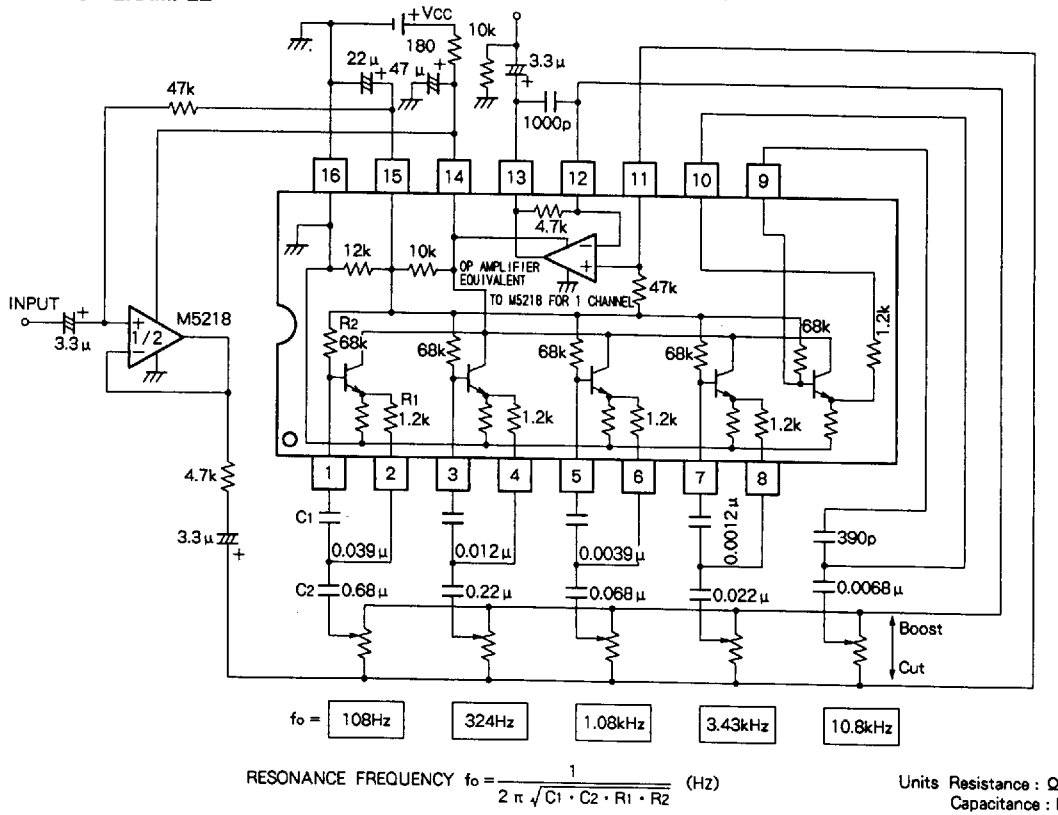 +VCC
10k
180
3.3μ
22μ
47μ
47k
1000p
16
15
14
13
12
11
10
9
4.7k
12k
10k
OP AMPLIFIER
EQUIVALENT
TO M5218 FOR 1 CHANNEL
47k
1.2k
INPUT
3.3μ
+
1/2
−
M5218
R2
68k
68k
68k
68k
68k
R1
1.2k
1.2k
1.2k
1.2k
1
2
3
4
5
6
7
8
4.7k
3.3μ
C1
0.039μ
0.012μ
0.0039μ
0.0012μ
390p
C2
0.68μ
0.22μ
0.068μ
0.022μ
0.0068μ
Boost
Cut
fo = 108Hz 324Hz 1.08kHz 3.43kHz 10.8kHz
RESONANCE FREQUENCY fo = 1 / 2 π √C1 · C2 · R1 · R2 (HZ)
Units Resistance : Ω
Capacitance :